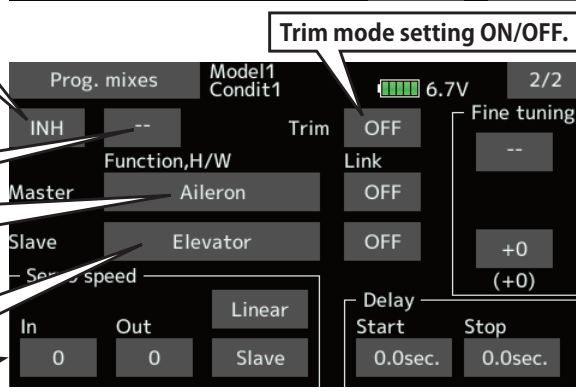 Trim mode setting ON/OFF.
Prog. mixes
Model1
Condit1
6.7V
2/2
INH
--
Trim
OFF
Fine tuning
--
Function,H/W
Link
Master
Aileron
OFF
Slave
Elevator
OFF
+0
(+0)
Servo speed
Linear
In
Out
0
0
Slave
Delay
Start
Stop
0.0sec.
0.0sec.